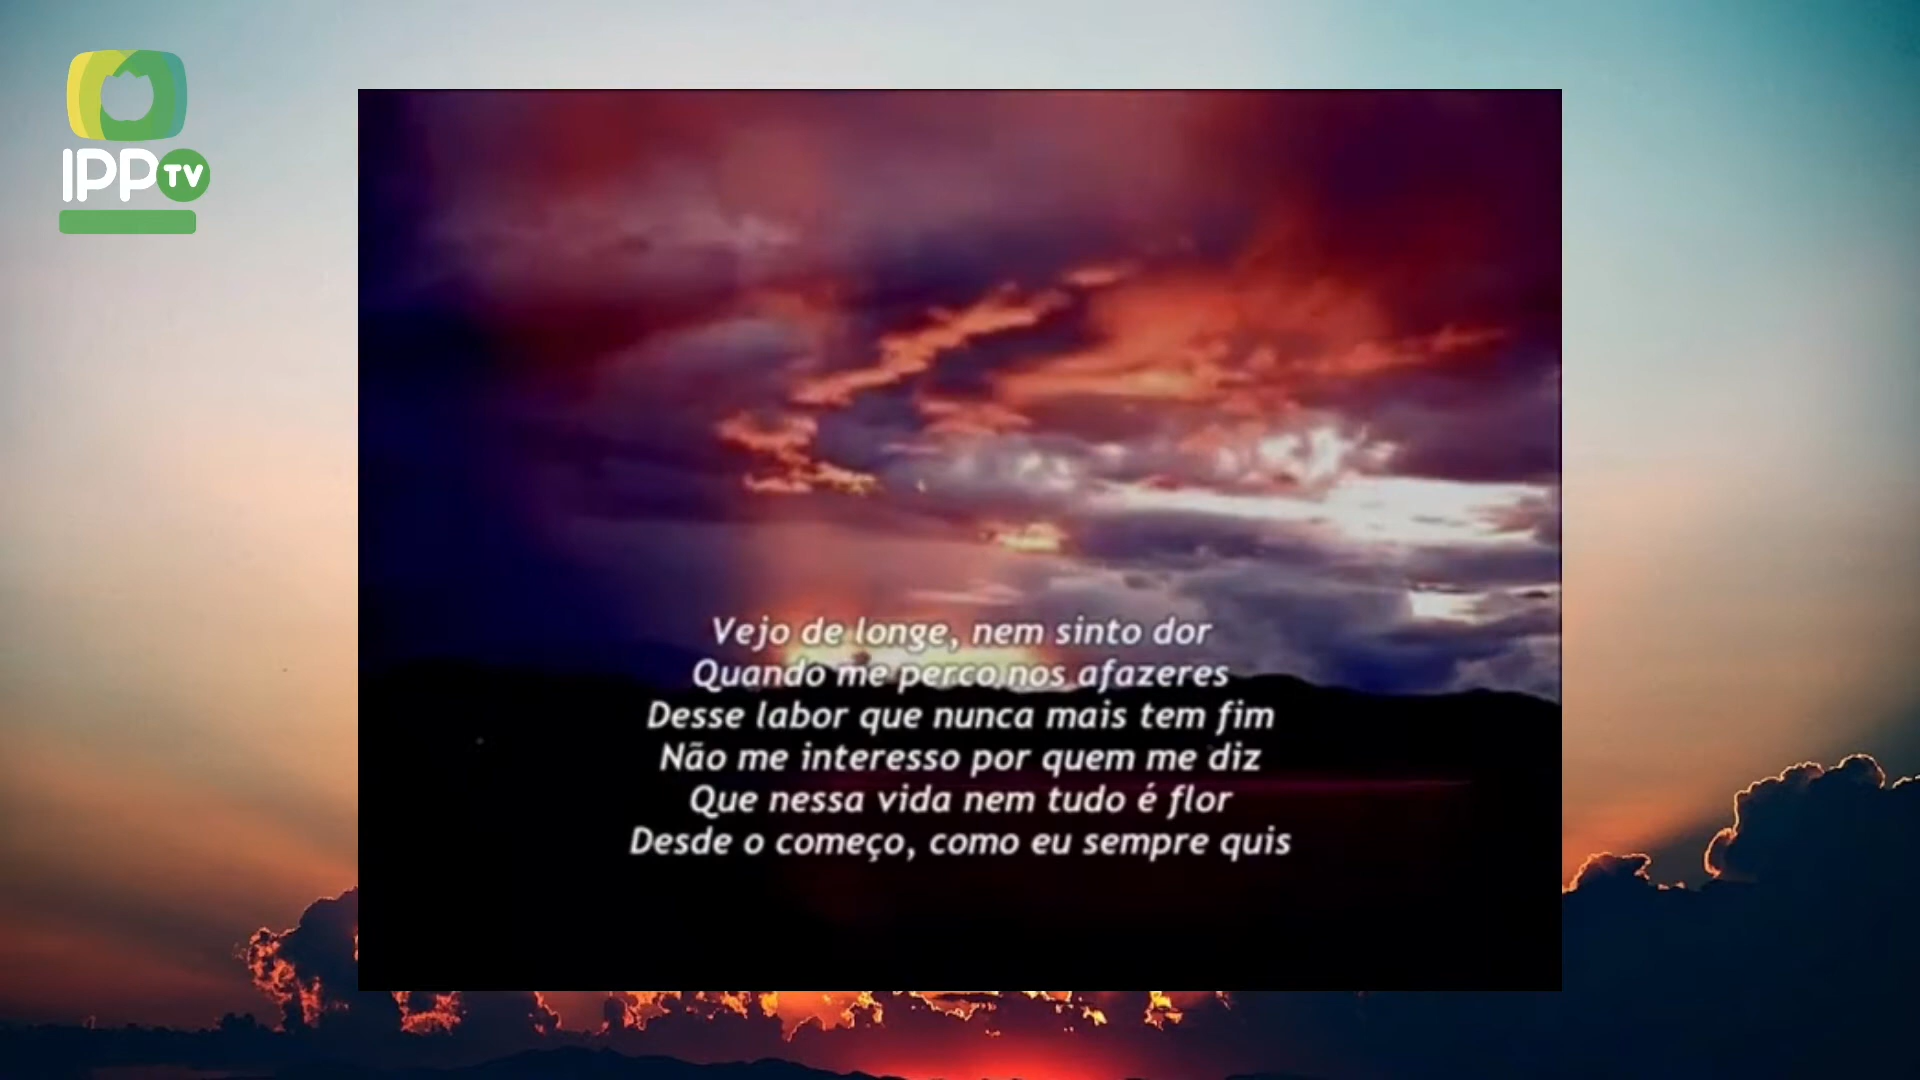 IPP TV
Vejo de longe, nem sinto dor
Quando me perco nos afazeres
Desse labor que nunca mais tem fim
Não me interesso por quem me diz
Que nessa vida nem tudo é flor
Desde o começo, como eu sempre quis